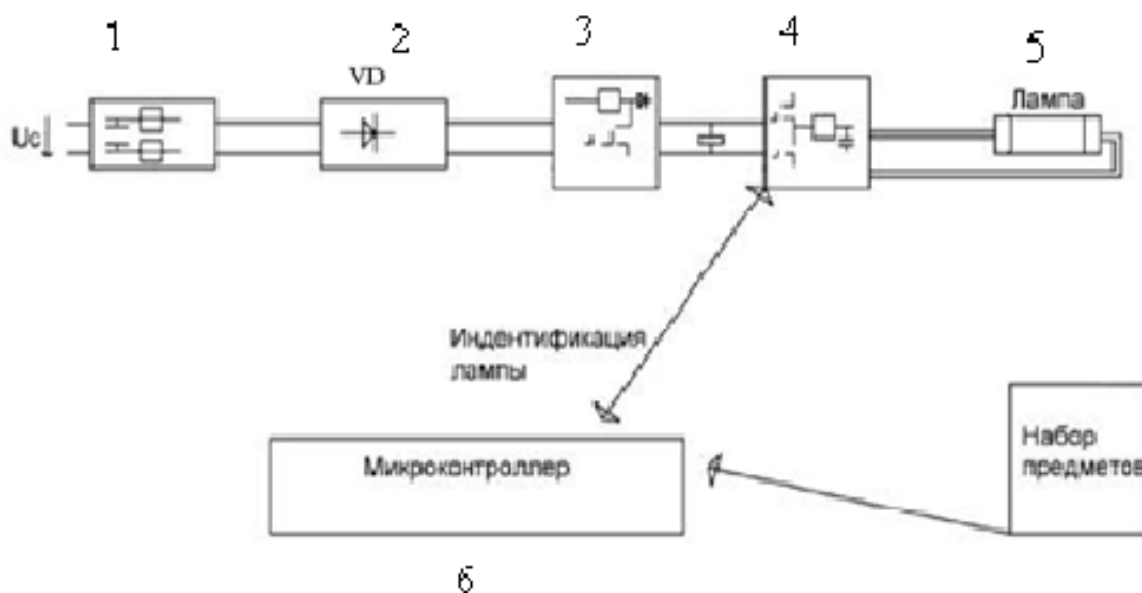 1
2
3
4
5
VD
Лампа
Uc
Индентификация
лампы
Микроконтроллер
Набор
предметов
6